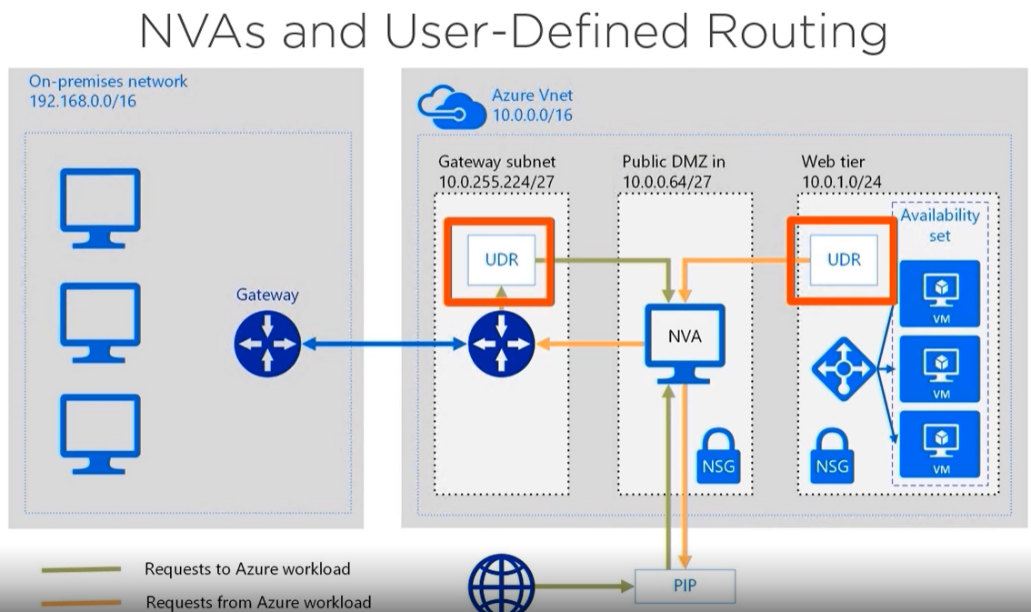 NVAs and User-Defined Routing
On-premises network
192.168.0.0/16
Gateway
Azure Vnet
10.0.0.0/16
Gateway subnet
10.0.255.224/27
Public DMZ in
10.0.0.64/27
Web tier
10.0.1.0/24
Availability
set
UDR
UDR
NVA
VM
VM
VM
NSG
NSG
PIP
Requests to Azure workload
Requests from Azure workload